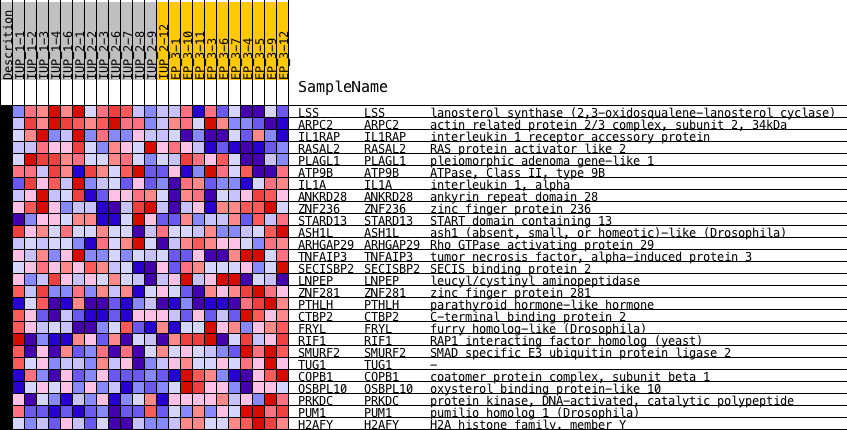 Descrition
IUP_1-1
IUP_1-2
IUP_1-3
IUP_1-4
IUP_1-6
IUP_2-1
IUP_2-2
IUP_2-3
IUP_2-6
IUP_2-7
IUP_2-8
IUP_2-9
IUP_2-12
EP_3-1
EP_3-10
EP_3-11
EP_3-3
EP_3-6
EP_3-7
EP_3-4
EP_3-5
EP_3-9
EP_3-12
SampleName
LSS LSS lanosterol synthase (2,3-oxidosqualene-lanosterol cyclase)
ARPC2 ARPC2 actin related protein 2/3 complex, subunit 2, 34kDa
IL1RAP IL1RAP interleukin 1 receptor accessory protein
RASAL2 RASAL2 RAS protein activator like 2
PLAGL1 PLAGL1 pleiomorphic adenoma gene-like 1
ATP9B ATP9B ATPase, Class II, type 9B
IL1A IL1A interleukin 1, alpha
ANKRD28 ANKRD28 ankyrin repeat domain 28
ZNF236 ZNF236 zinc finger protein 236
STARD13 STARD13 START domain containing 13
ASH1L ASH1L ash1 (absent, small, or homeotic)-like (Drosophila)
ARHGAP29 ARHGAP29 Rho GTPase activating protein 29
TNFAIP3 TNFAIP3 tumor necrosis factor, alpha-induced protein 3
SECISBP2 SECISBP2 SECIS binding protein 2
LNPEP LNPEP leucyl/cystinyl aminopeptidase
ZNF281 ZNF281 zinc finger protein 281
PTHLH PTHLH parathyroid hormone-like hormone
CTBP2 CTBP2 C-terminal binding protein 2
FRYL FRYL furry homolog-like (Drosophila)
RIF1 RIF1 RAP1 interacting factor homolog (yeast)
SMURF2 SMURF2 SMAD specific E3 ubiquitin protein ligase 2
TUG1 TUG1 -
COPB1 COPB1 coatomer protein complex, subunit beta 1
OSBPL10 OSBPL10 oxysterol binding protein-like 10
PRKDC PRKDC protein kinase, DNA-activated, catalytic polypeptide
PUM1 PUM1 pumilio homolog 1 (Drosophila)
H2AFY H2AFY H2A histone family, member Y